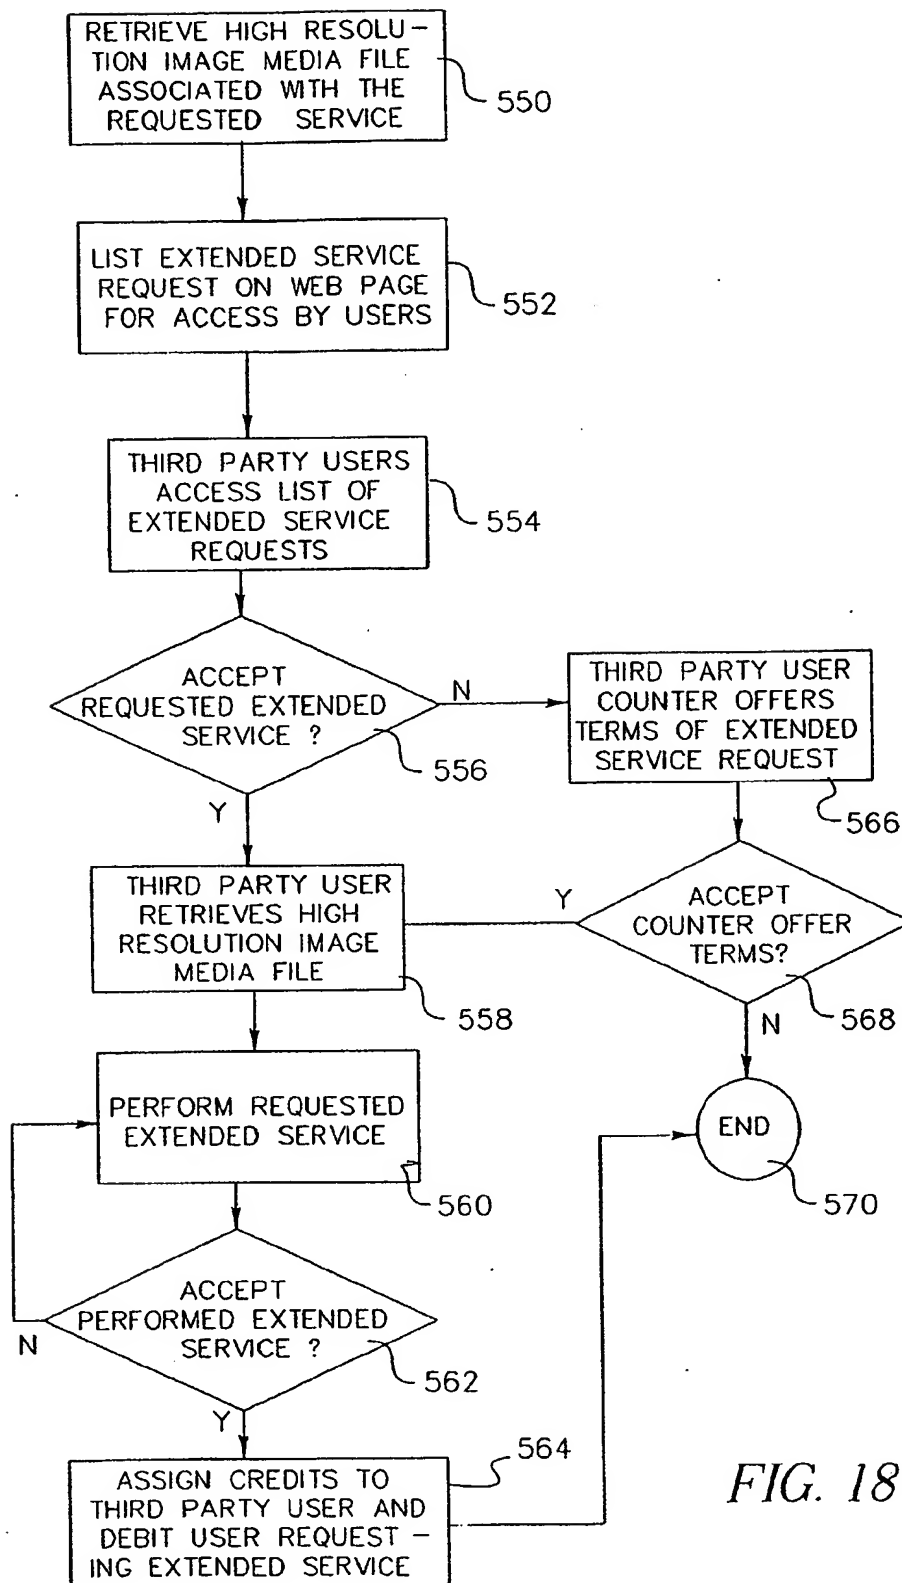 RETRIEVE HIGH RESOLU-
TION IMAGE MEDIA FILE
ASSOCIATED WITH THE
REQUESTED SERVICE
550
LIST EXTENDED SERVICE
REQUEST ON WEB PAGE
FOR ACCESS BY USERS
552
THIRD PARTY USERS
ACCESS LIST OF
EXTENDED SERVICE
REQUESTS
554
ACCEPT
REQUESTED EXTENDED
SERVICE ?
556
N
Y
THIRD PARTY USER
COUNTER OFFERS
TERMS OF EXTENDED
SERVICE REQUEST
566
THIRD PARTY USER
RETRIEVES HIGH
RESOLUTION IMAGE
MEDIA FILE
558
Y
ACCEPT
COUNTER OFFER
TERMS?
568
N
PERFORM REQUESTED
EXTENDED SERVICE
560
END
570
ACCEPT
PERFORMED EXTENDED
SERVICE ?
562
N
Y
ASSIGN CREDITS TO
THIRD PARTY USER AND
DEBIT USER REQUEST -
ING EXTENDED SERVICE
564
FIG. 18